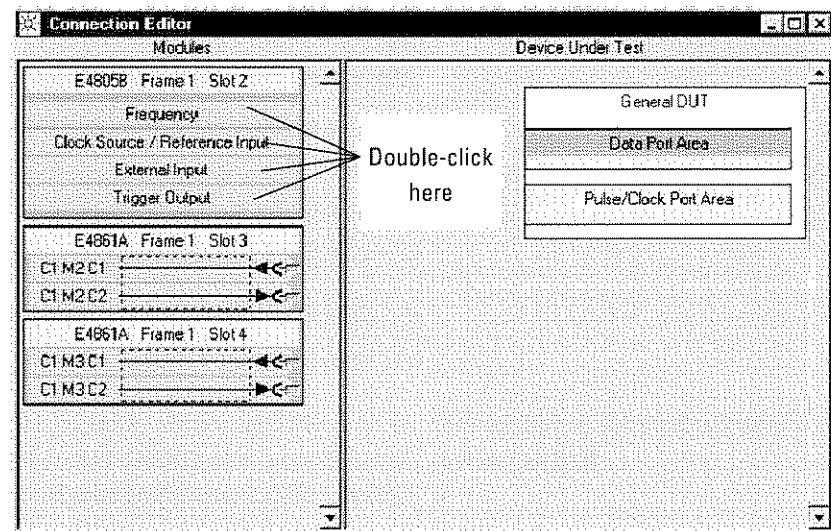 Connection Editor
Modules
Device Under Test
E4805B Frame 1 Slot 2
Frequency
Clock Source / Reference Input
External Input
Trigger Output
E4861A Frame 1 Slot 3
C1 M2 C1
C1 M2 C2
E4861A Frame 1 Slot 4
C1 M3 C1
C1 M3 C2
Double-click
here
General DUT
Data Port Area
Pulse/Clock Port Area